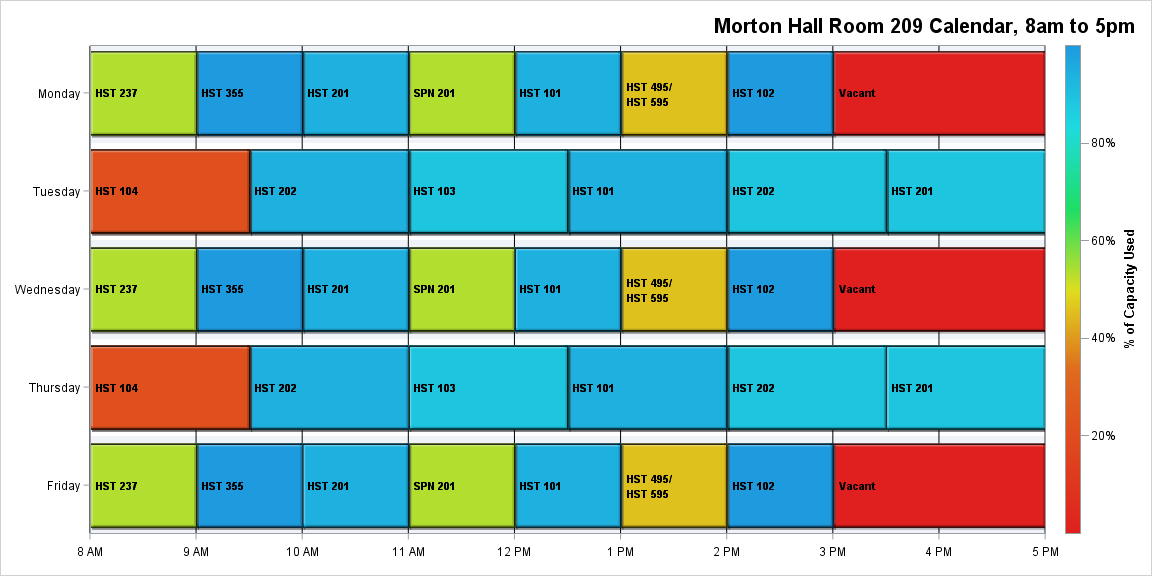 Morton Hall Room 209 Calendar, 8am to 5pm
Monday
HST 237
HST 355
HST 201
SPN 201
HST 101
HST 495/
HST 595
HST 102
Vacant
Tuesday
HST 104
HST 202
HST 103
HST 101
HST 202
HST 201
Wednesday
HST 237
HST 355
HST 201
SPN 201
HST 101
HST 495/
HST 595
HST 102
Vacant
Thursday
HST 104
HST 202
HST 103
HST 101
HST 202
HST 201
Friday
HST 237
HST 355
HST 201
SPN 201
HST 101
HST 495/
HST 595
HST 102
Vacant
8 AM
9 AM
10 AM
11 AM
12 PM
1 PM
2 PM
3 PM
4 PM
5 PM
80%
60%
40%
20%
% of Capacity Used